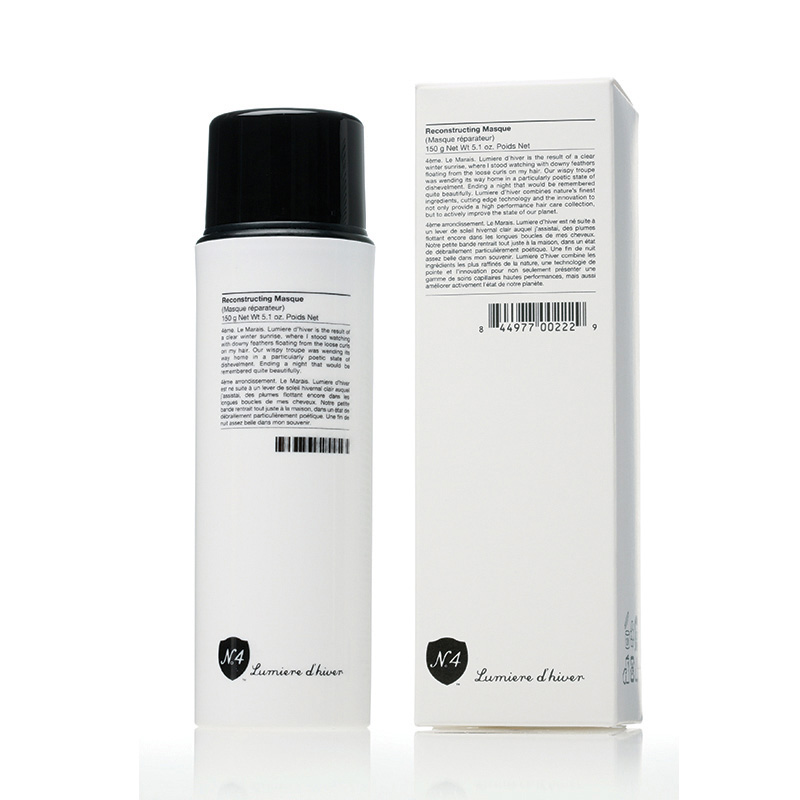 Reconstructing Masque
(Masque réparateur)
150 g Net Wt 5.1 oz. Poids Net
4ème. Le Marais. Lumiere d'hiver is the result of
a clear winter sunrise, where I stood watching
with downy feathers floating from the loose curls
on my hair. Our wispy troupe was wending its
way home in a particularly poetic state of
dishevelment. Ending a night that would be
remembered quite beautifully.
4ème arrondissement. Le Marais. Lumiere d'hiver
est né suite à un lever de soleil hivernal clair auquel
j'assistai, des plumes flottant encore dans les
longues boucles de mes cheveux. Notre petite
bande rentrait tout juste à la maison, dans un état de
débraillement particulièrement poétique. Une fin de
nuit assez belle dans mon souvenir.
N.4
Lumiere d'hiver
Reconstructing Masque
(Masque réparateur)
150 g Net Wt 5.1 oz. Poids Net
4ème. Le Marais. Lumiere d'hiver is the result of a clear
winter sunrise, where I stood watching with downy feathers
floating from the loose curls on my hair. Our wispy troupe
was wending its way home in a particularly poetic state of
dishevelment. Ending a night that would be remembered
quite beautifully. Lumiere d'hiver combines nature's finest
ingredients, cutting edge technology and the innovation to
not only provide a high performance hair care collection,
but to actively improve the state of our planet.
4ème arrondissement. Le Marais. Lumiere d'hiver est né suite à
un lever de soleil hivernal clair auquel j'assistai, des plumes
flottant encore dans les longues boucles de mes cheveux.
Notre petite bande rentrait tout juste à la maison, dans un état
de débraillement particulièrement poétique. Une fin de nuit
assez belle dans mon souvenir. Lumiere d'hiver combine les
ingrédients les plus raffinés de la nature, une technologie de
pointe et l'innovation pour non seulement présenter une
gamme de soins capillaires hautes performances, mais aussi
améliorer activement l'état de notre planète.
8 44977 00222 9
N.4
Lumiere d'hiver